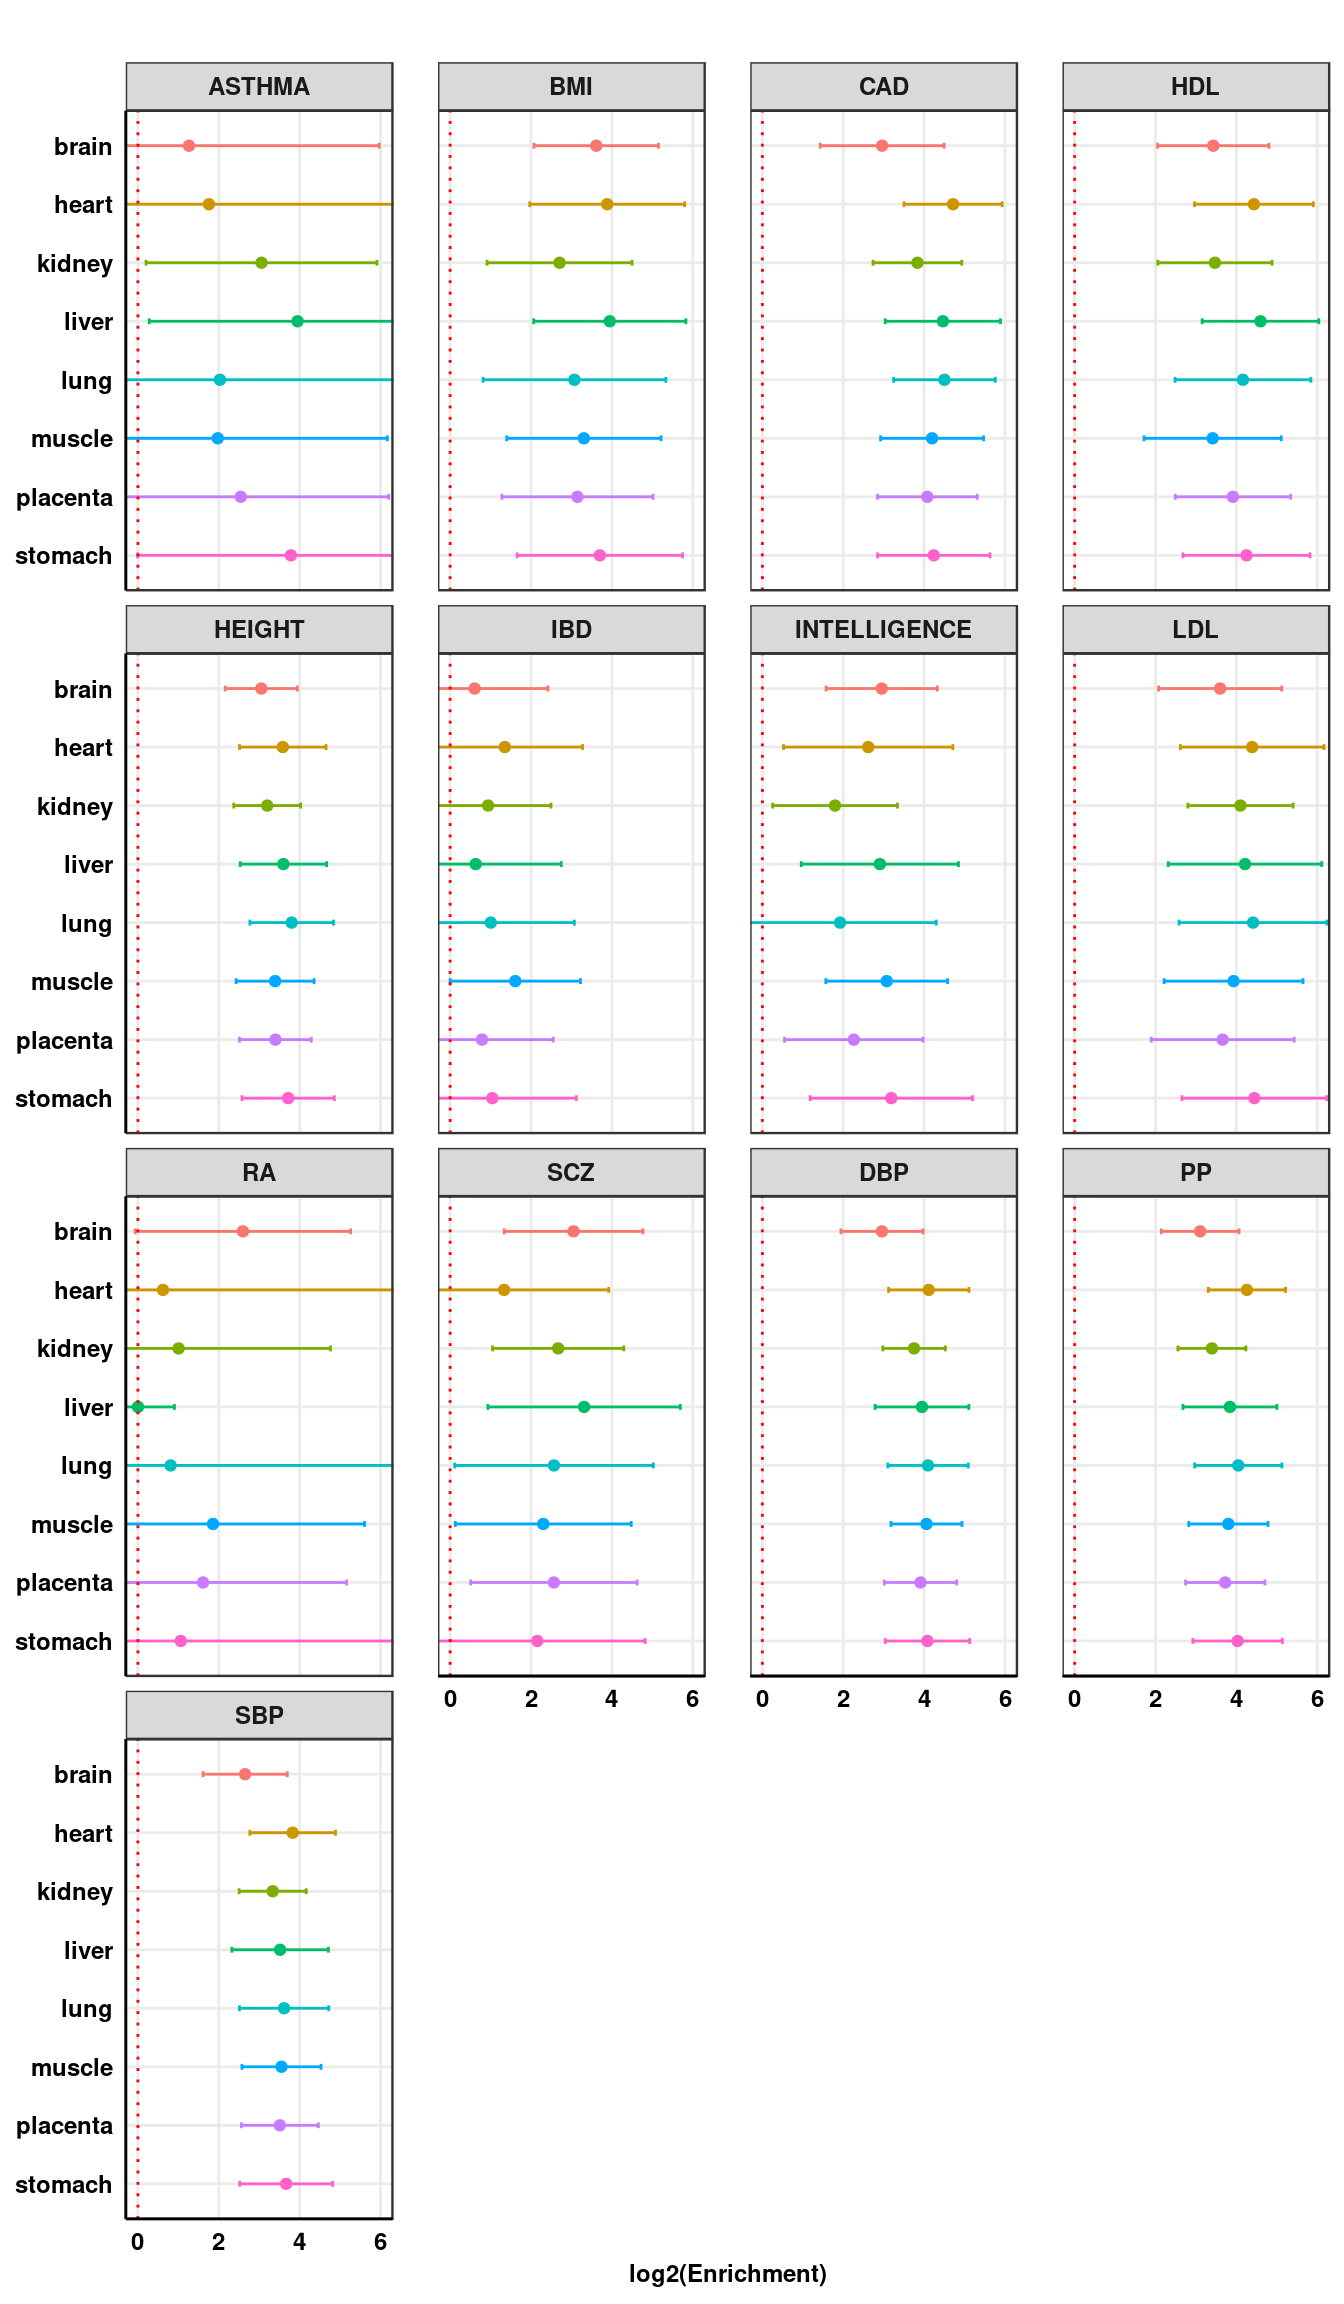 ASTHMA BMI CAD HDL
brain
heart
kidney
liver
lung
muscle
placenta
stomach
HEIGHT IBD INTELLIGENCE LDL
brain
heart
kidney
liver
lung
muscle
placenta
stomach
RA SCZ DBP PP
brain
heart
kidney
liver
lung
muscle
placenta
stomach
0 2 4 6 0 2 4 6 0 2 4 6
SBP
brain
heart
kidney
liver
lung
muscle
placenta
stomach
0 2 4 6
log2(Enrichment)